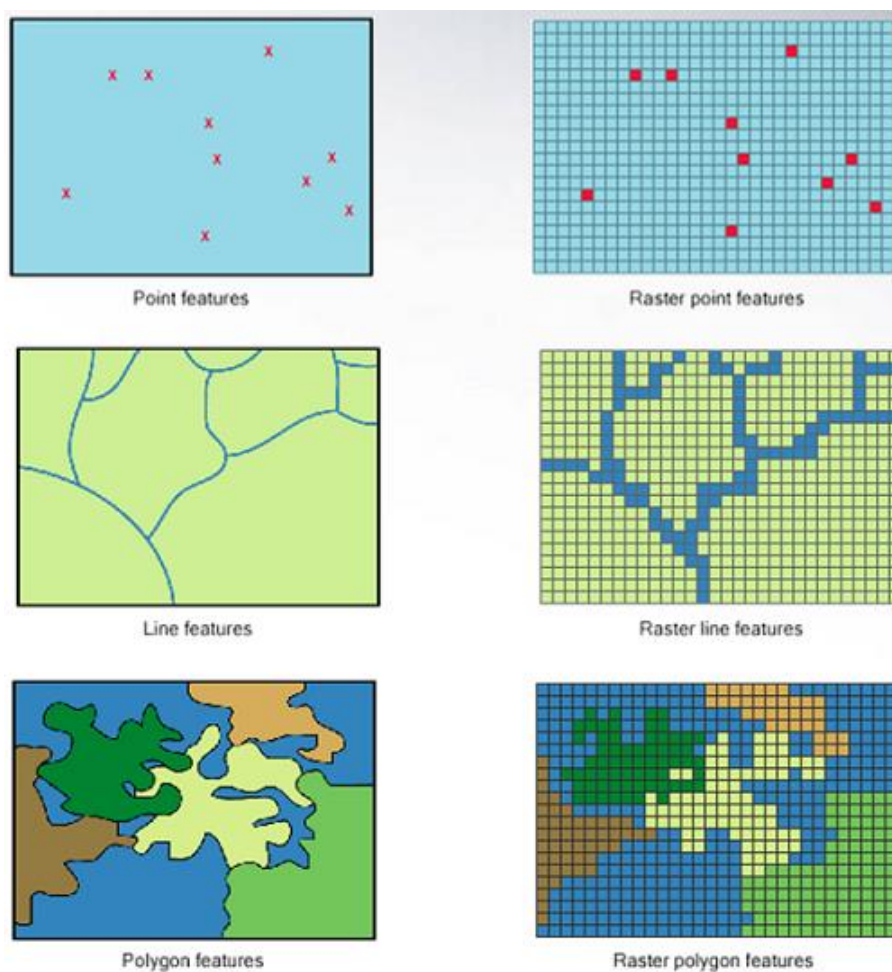 Point features
Raster point features
Line features
Raster line features
Polygon features
Raster polygon features